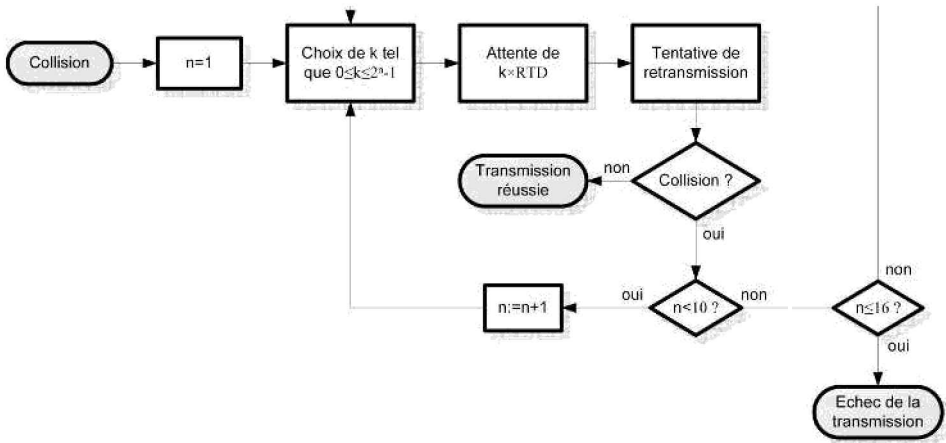 Collision
n=1
Choix de k tel
que 0≤k≤2ⁿ-1
Attente de
k×RTD
Tentative de
retransmission
Transmission
réussie
non
Collision ?
oui
n:=n+1
oui
n<10 ?
non
non
n≤16 ?
oui
Echec de la
transmission